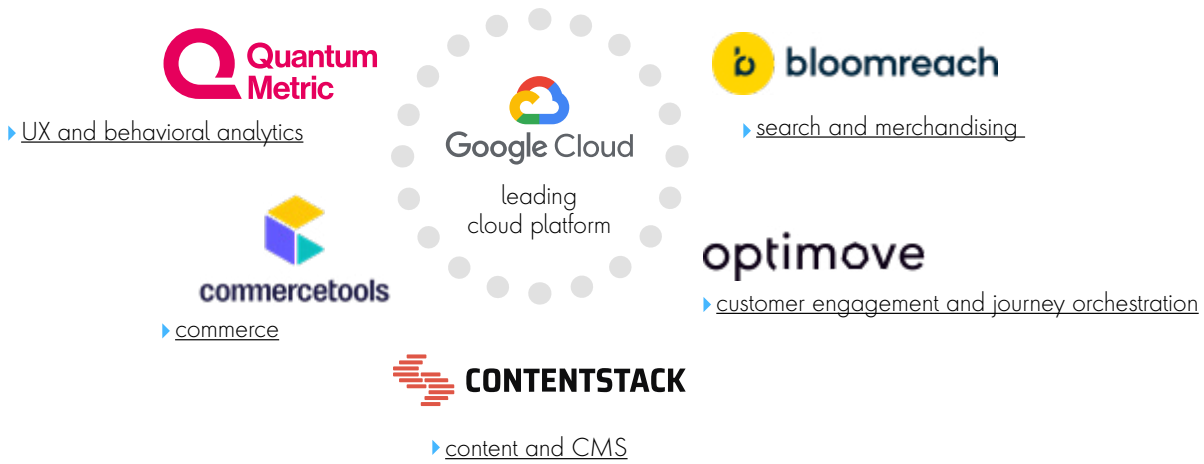 Quantum
Metric
UX and behavioral analytics
Google Cloud
leading
cloud platform
bloomreach
search and merchandising
commercetools
commerce
optimove
customer engagement and journey orchestration
CONTENTSTACK
content and CMS